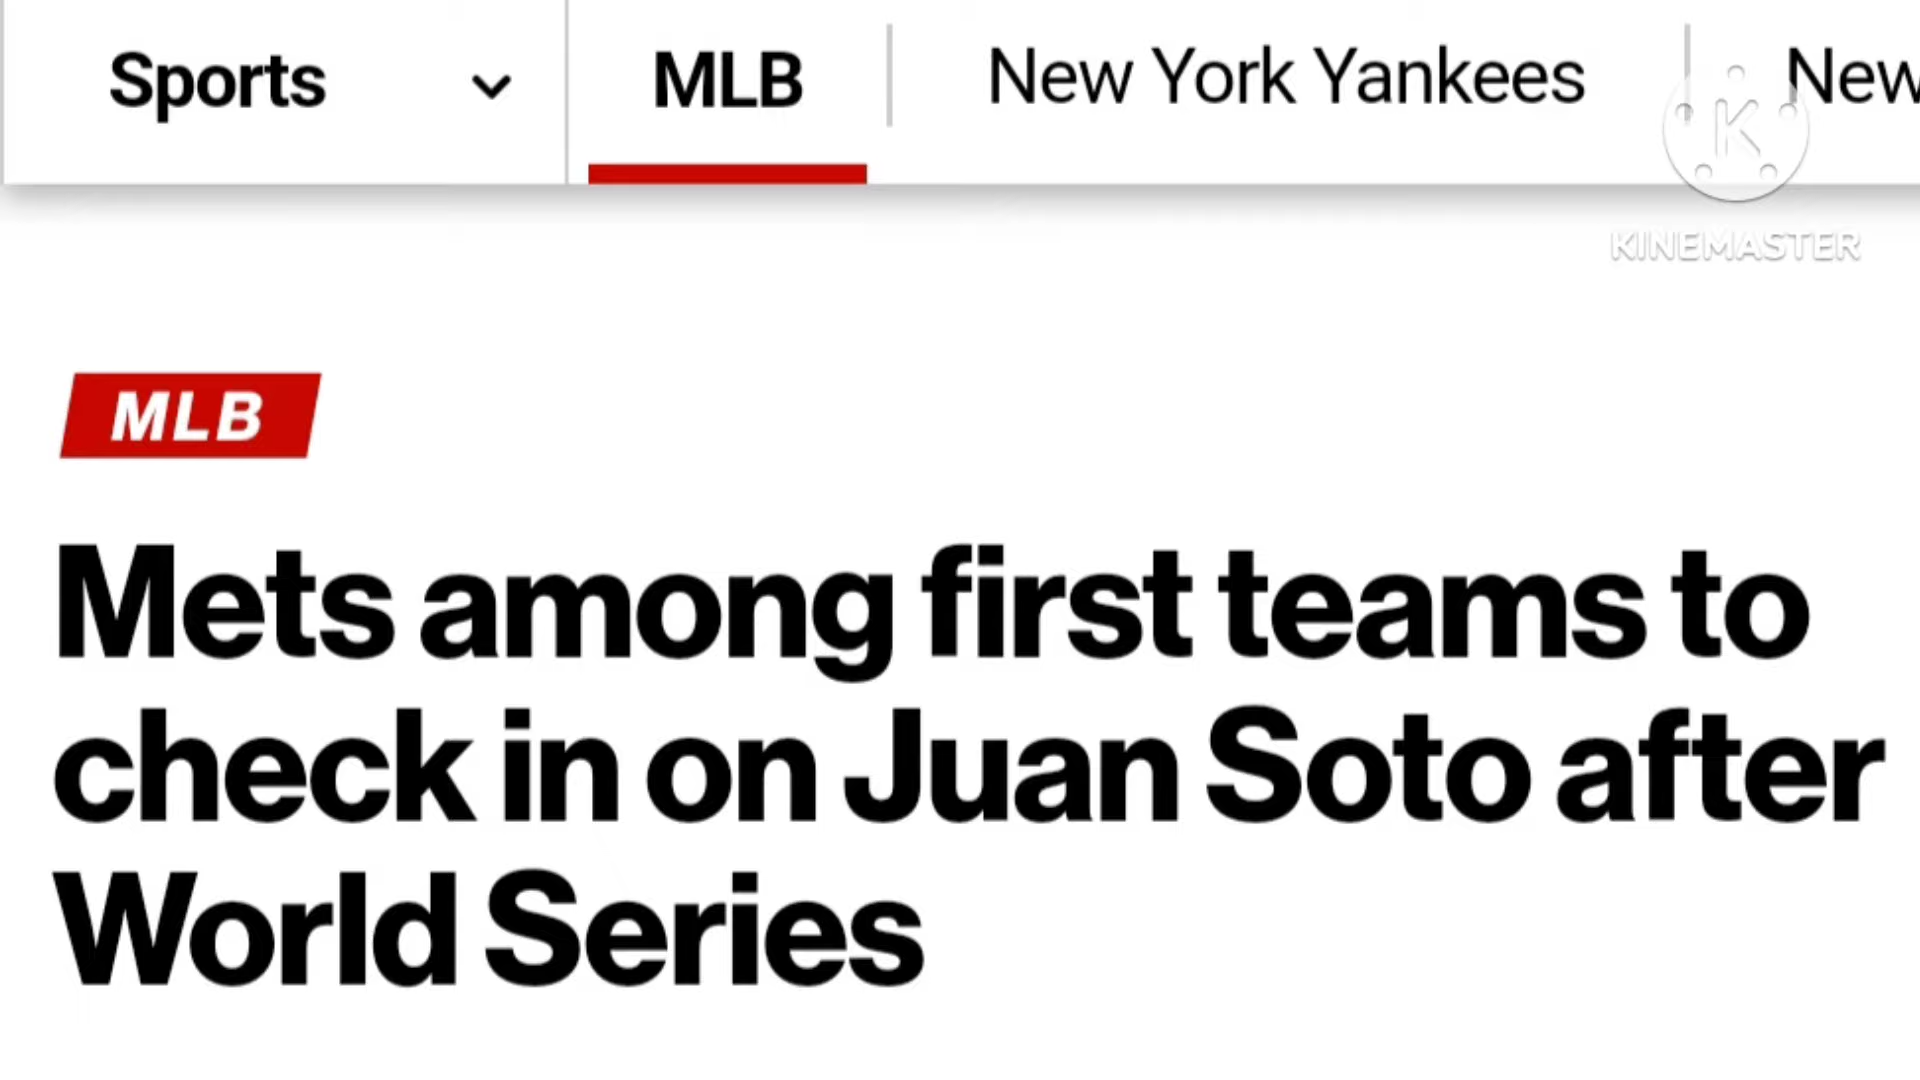 Sports MLB New York Yankees New
KINEMASTER
MLB
Mets among first teams to
check in on Juan Soto after
World Series